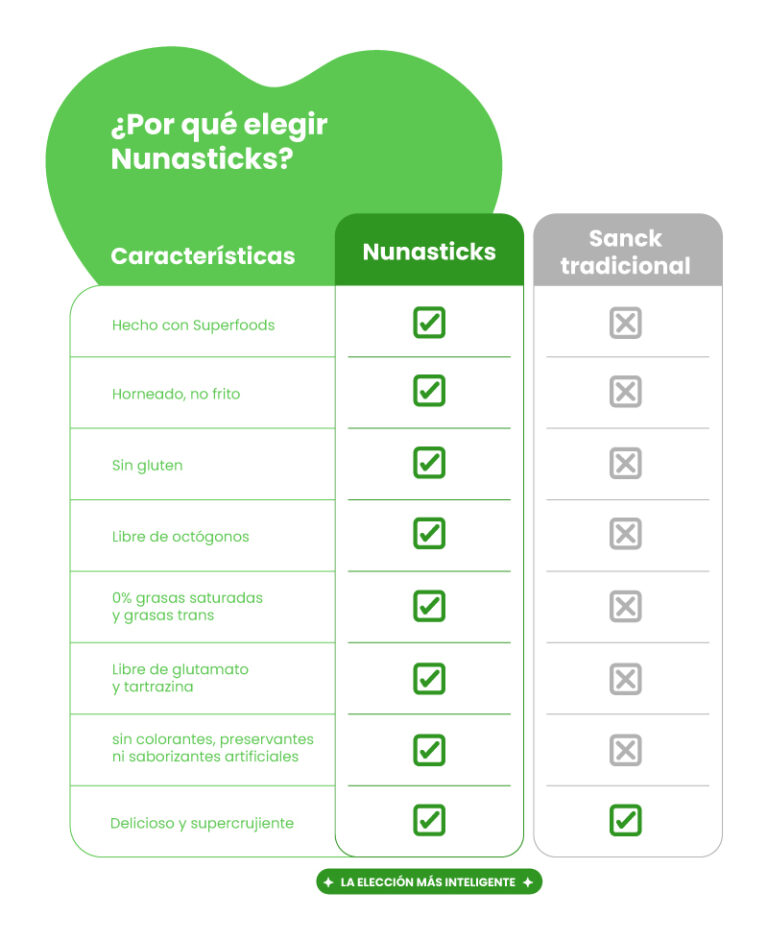 ¿Por qué elegir
Nunasticks?
Características
Nunasticks
Sanck
tradicional
Hecho con Superfoods
Horneado, no frito
Sin gluten
Libre de octógonos
0% grasas saturadas
y grasas trans
Libre de glutamato
y tartrazina
sin colorantes, preservantes
ni saborizantes artificiales
Delicioso y supercrujiente
LA ELECCIÓN MÁS INTELIGENTE